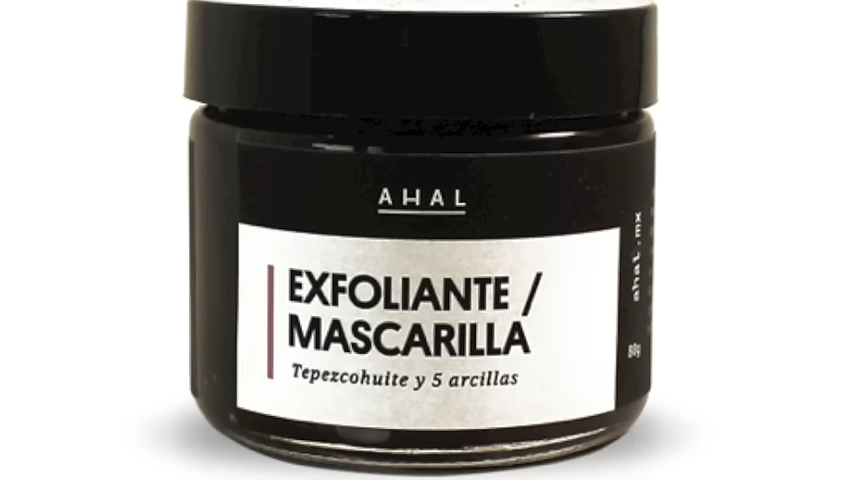 AHAL
EXFOLIANTE /
MASCARILLA
Tepezcohuite y 5 arcillas
ahal.mx
80g